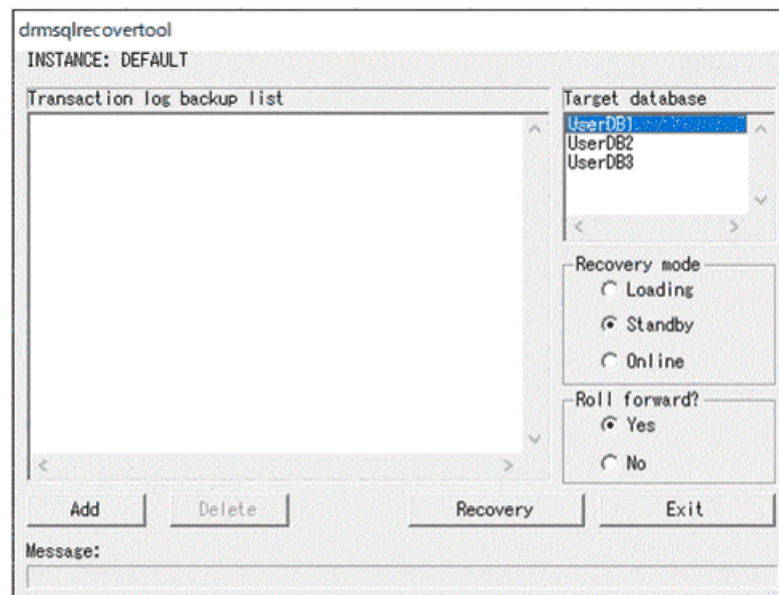 drmsqlrecovertool
INSTANCE: DEFAULT
Transaction log backup list
Target database
UserDB1
UserDB2
UserDB3
Recovery mode
Loading
Standby
Online
Roll forward?
Yes
No
Add
Delete
Recovery
Exit
Message: